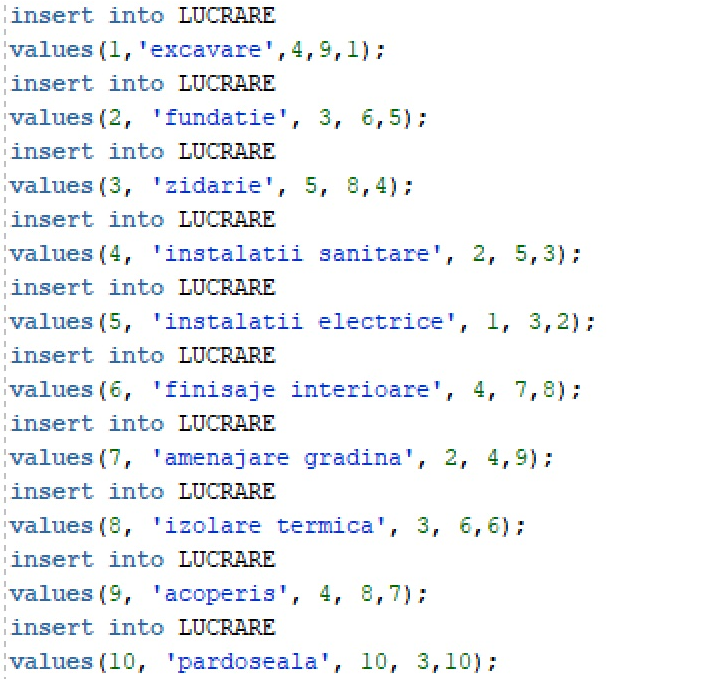 insert into LUCRARE
values(1,'excavare',4,9,1);
insert into LUCRARE
values(2, 'fundatie', 3, 6,5);
insert into LUCRARE
values(3, 'zidarie', 5, 8,4);
insert into LUCRARE
values(4, 'instalatii sanitare', 2, 5,3);
insert into LUCRARE
values(5, 'instalatii electrice', 1, 3,2);
insert into LUCRARE
values(6, 'finisaje interioare', 4, 7,8);
insert into LUCRARE
values(7, 'amenajare gradina', 2, 4,9);
insert into LUCRARE
values(8, 'izolare termica', 3, 6,6);
insert into LUCRARE
values(9, 'acoperis', 4, 8,7);
insert into LUCRARE
values(10, 'pardoseala', 10, 3,10);